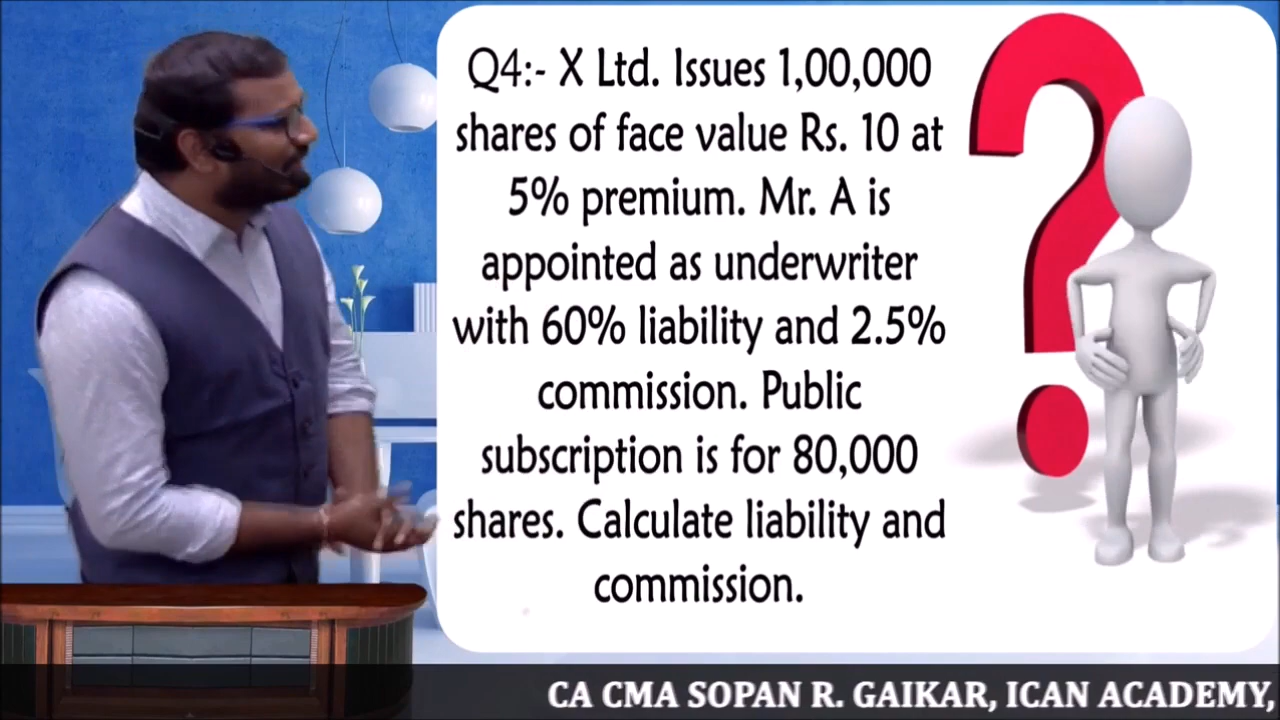 Q4:- X Ltd. Issues 1,00,000
shares of face value Rs. 10 at
5% premium. Mr. A is
appointed as underwriter
with 60% liability and 2.5%
commission. Public
subscription is for 80,000
shares. Calculate liability and
commission.
CA CMA SOPAN R. GAIKAR, ICAN ACADEMY,